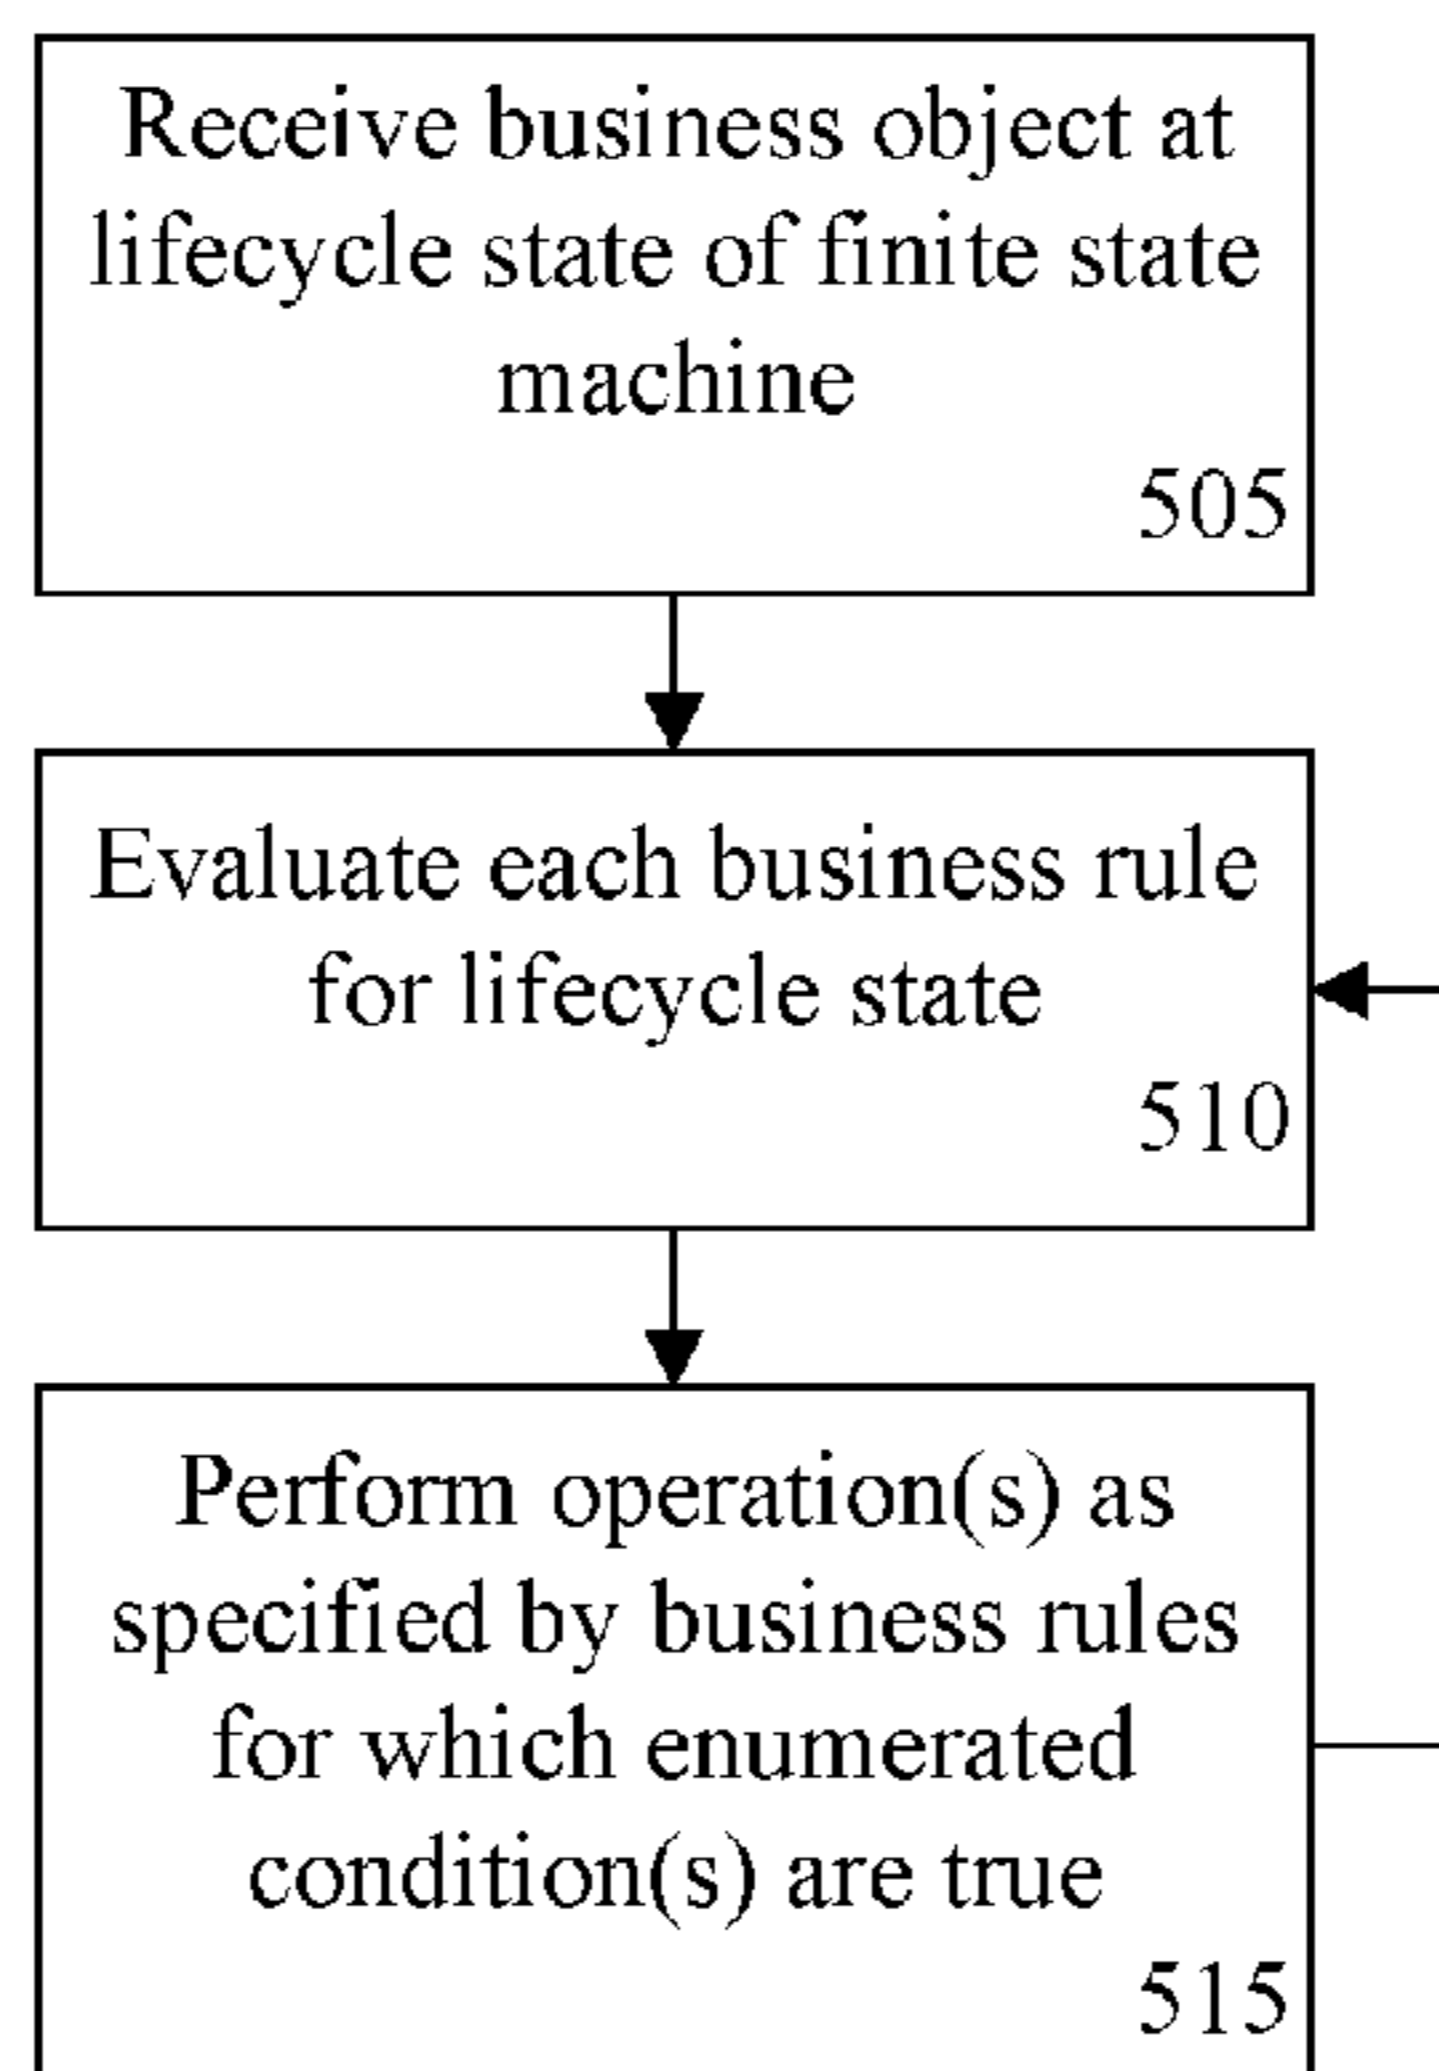 Receive business object at
lifecycle state of finite state
machine
505
Evaluate each business rule
for lifecycle state
510
Perform operation(s) as
specified by business rules
for which enumerated
condition(s) are true
515